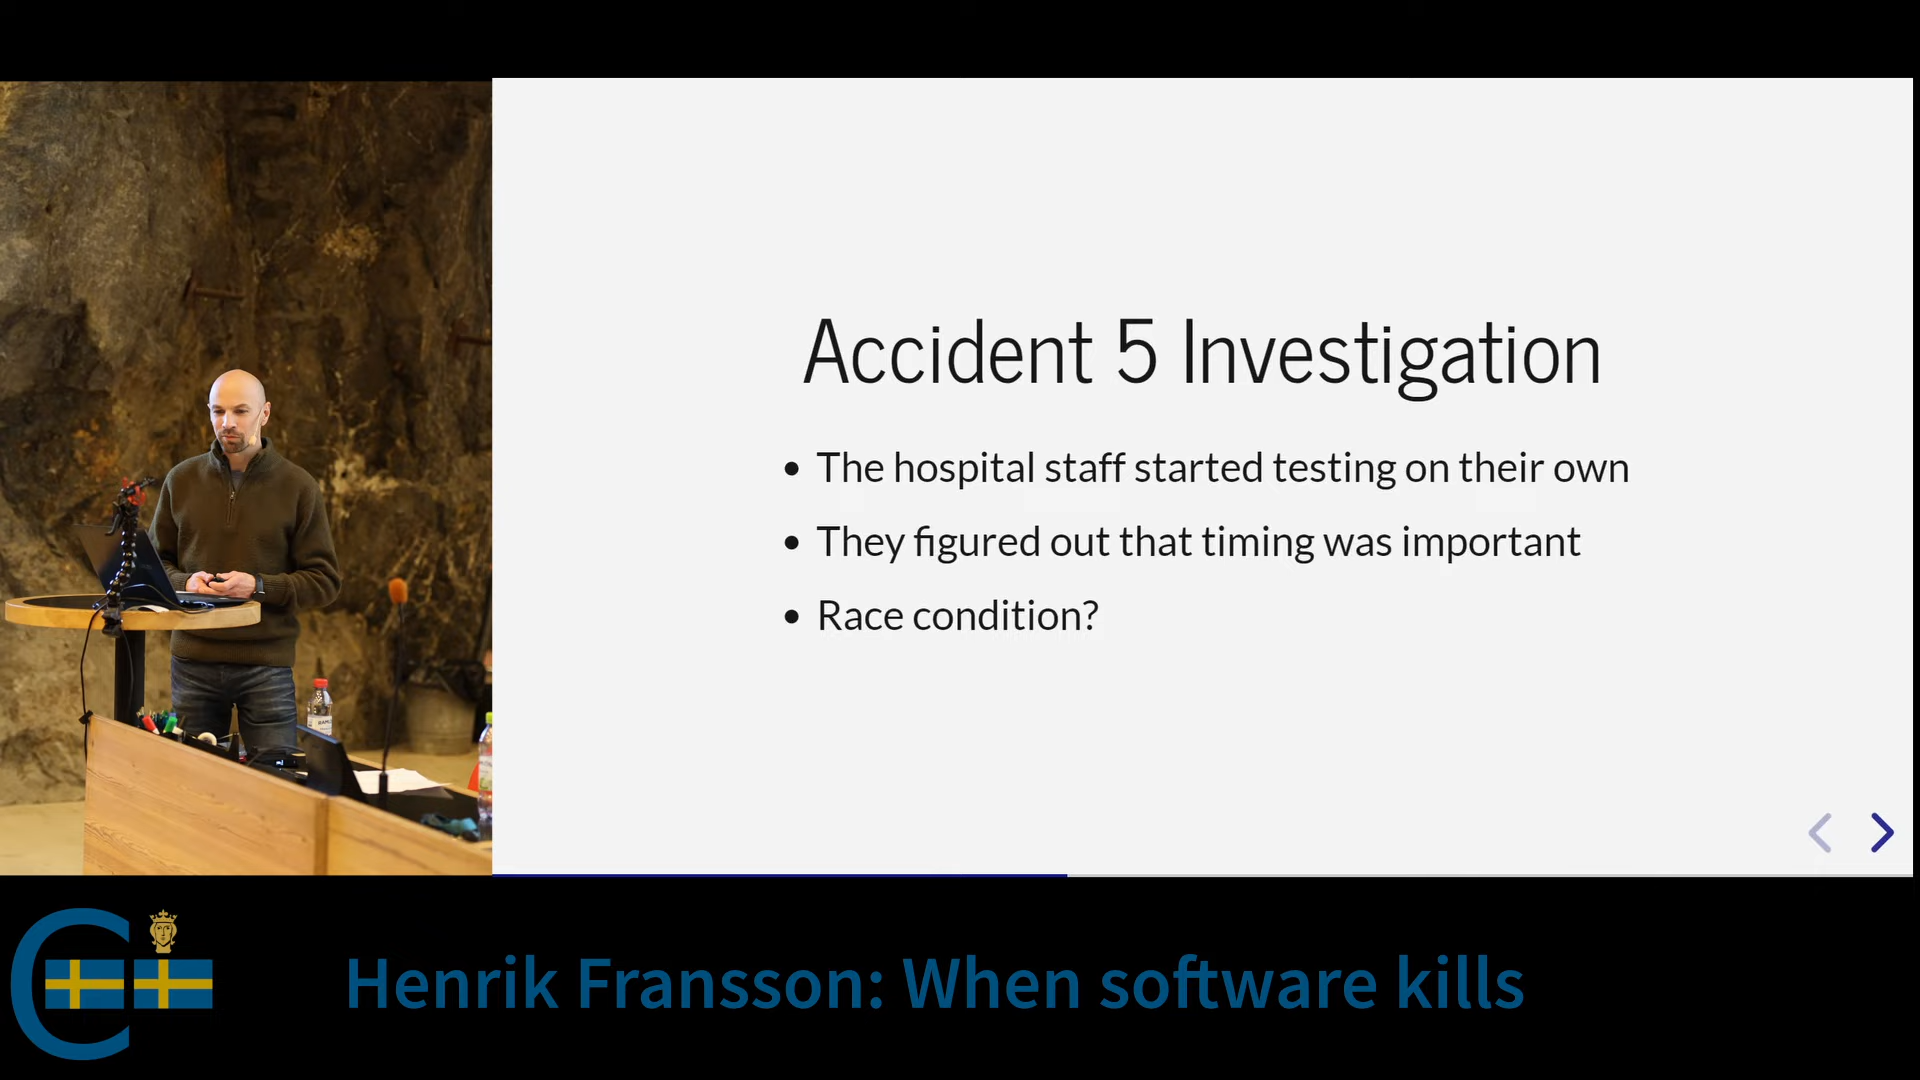 Accident 5 Investigation
The hospital staff started testing on their own
They figured out that timing was important
Race condition?
Henrik Fransson: When software kills